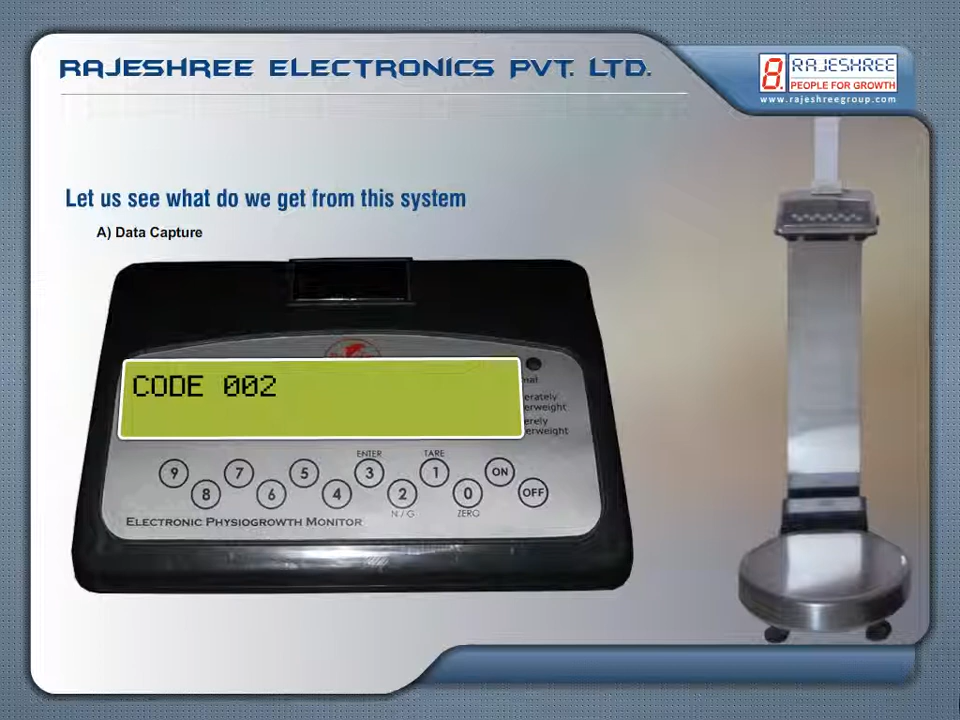 RAJESHREE ELECTRONICS PVT. LTD.
8.
RAJESHREE
PEOPLE FOR GROWTH
www.rajeshreegroup.com
Let us see what do we get from this system
A) Data Capture
CODE 002
ENTER
TARE
9
7
5
3
1
ON
8
6
4
2
0
OFF
N / G
ZERO
ELECTRONIC PHYSIOGROWTH MONITOR